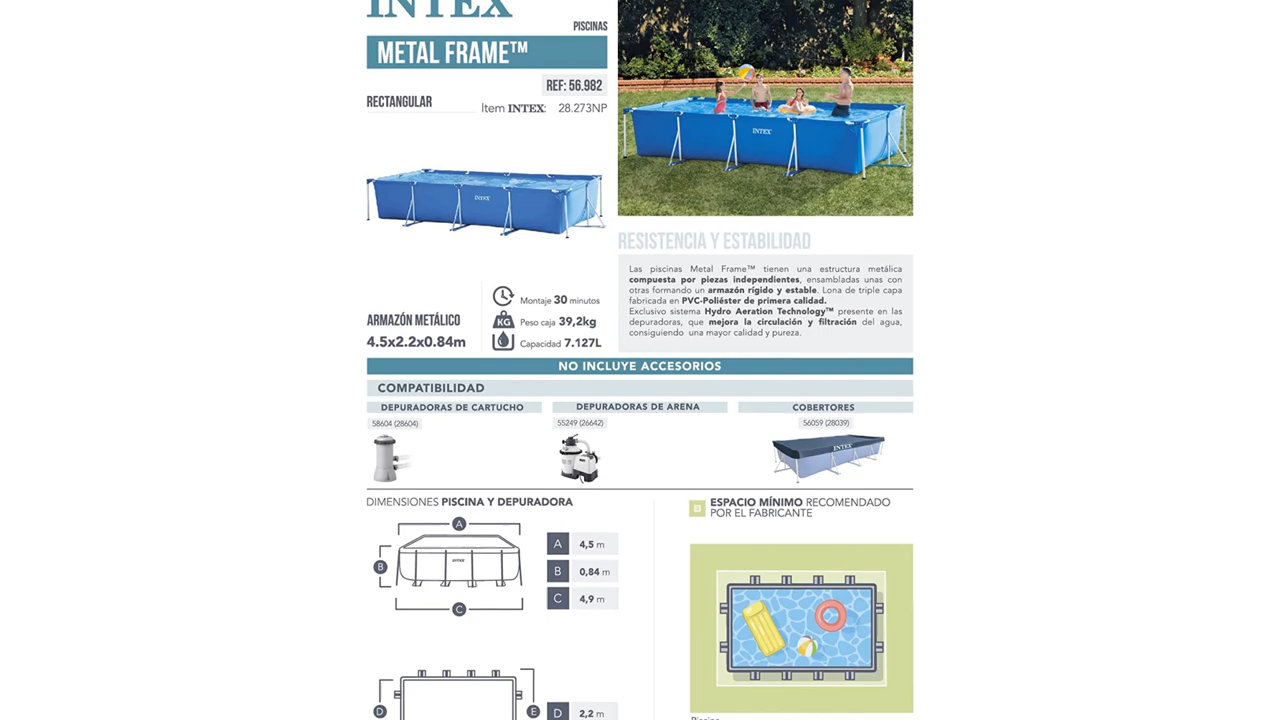 INTEX
PISCINAS
METAL FRAME™
REF: 56.982
RECTANGULAR
Item INTEX: 28.273NP
INTEX
INTEX
RESISTENCIA Y ESTABILIDAD
Las piscinas Metal Frame™ tienen una estructura metálica
compuesta por piezas independientes, ensambladas unas con
otras formando un armazón rígido y estable. Lona de triple capa
fabricada en PVC-Poliéster de primera calidad.
Exclusivo sistema Hydro Aeration Technology™ presente en las
depuradoras, que mejora la circulación y filtración del agua,
consiguiendo una mayor calidad y pureza.
ARMAZÓN METÁLICO
4.5x2.2x0.84m
Montaje 30 minutos
KG Peso caja 39,2kg
Capacidad 7.127L
NO INCLUYE ACCESORIOS
COMPATIBILIDAD
DEPURADORAS DE CARTUCHO
58604 (28604)
DEPURADORAS DE ARENA
55249 (26642)
COBERTORES
56059 (28039)
INTEX
DIMENSIONES PISCINA Y DEPURADORA
A
B
INTEX
C
A 4,5 m
B 0,84 m
C 4,9 m
D
E
D 2,2 m
B ESPACIO MÍNIMO RECOMENDADO
POR EL FABRICANTE
Piscina